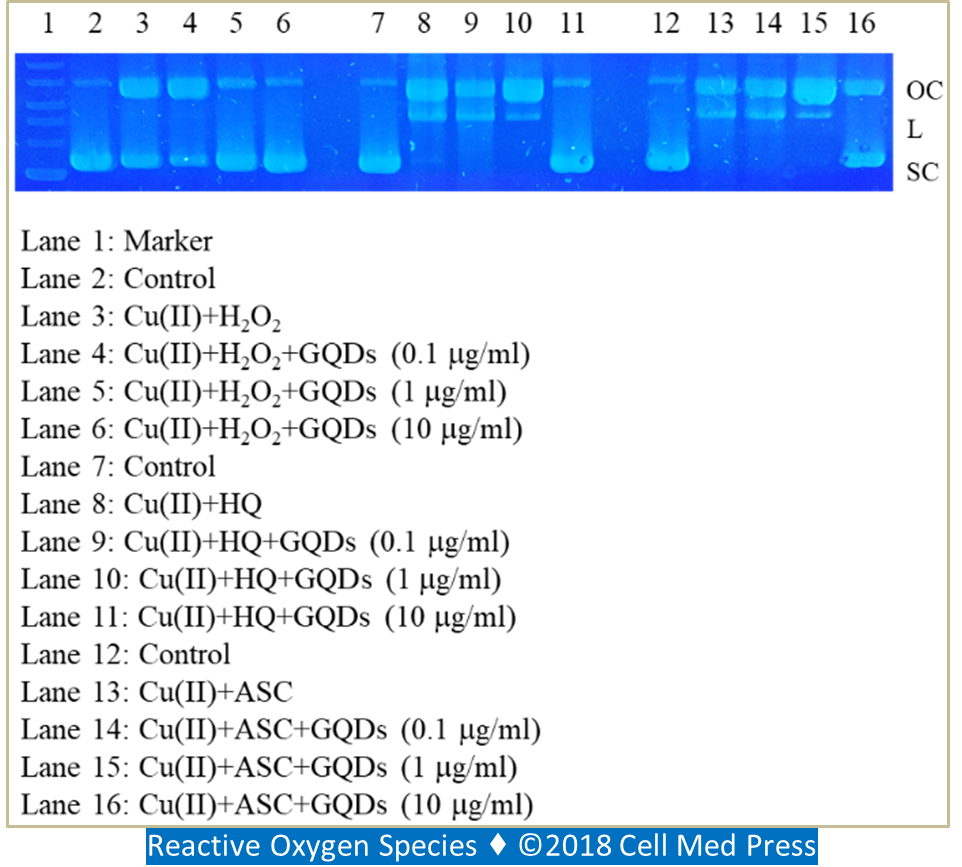 1 2 3 4 5 6 7 8 9 10 11 12 13 14 15 16
OC
L
SC
Lane 1: Marker
Lane 2: Control
Lane 3: Cu(II)+H₂O₂
Lane 4: Cu(II)+H₂O₂+GQDs (0.1 μg/ml)
Lane 5: Cu(II)+H₂O₂+GQDs (1 μg/ml)
Lane 6: Cu(II)+H₂O₂+GQDs (10 μg/ml)
Lane 7: Control
Lane 8: Cu(II)+HQ
Lane 9: Cu(II)+HQ+GQDs (0.1 μg/ml)
Lane 10: Cu(II)+HQ+GQDs (1 μg/ml)
Lane 11: Cu(II)+HQ+GQDs (10 μg/ml)
Lane 12: Control
Lane 13: Cu(II)+ASC
Lane 14: Cu(II)+ASC+GQDs (0.1 μg/ml)
Lane 15: Cu(II)+ASC+GQDs (1 μg/ml)
Lane 16: Cu(II)+ASC+GQDs (10 μg/ml)
Reactive Oxygen Species ♦ ©2018 Cell Med Press